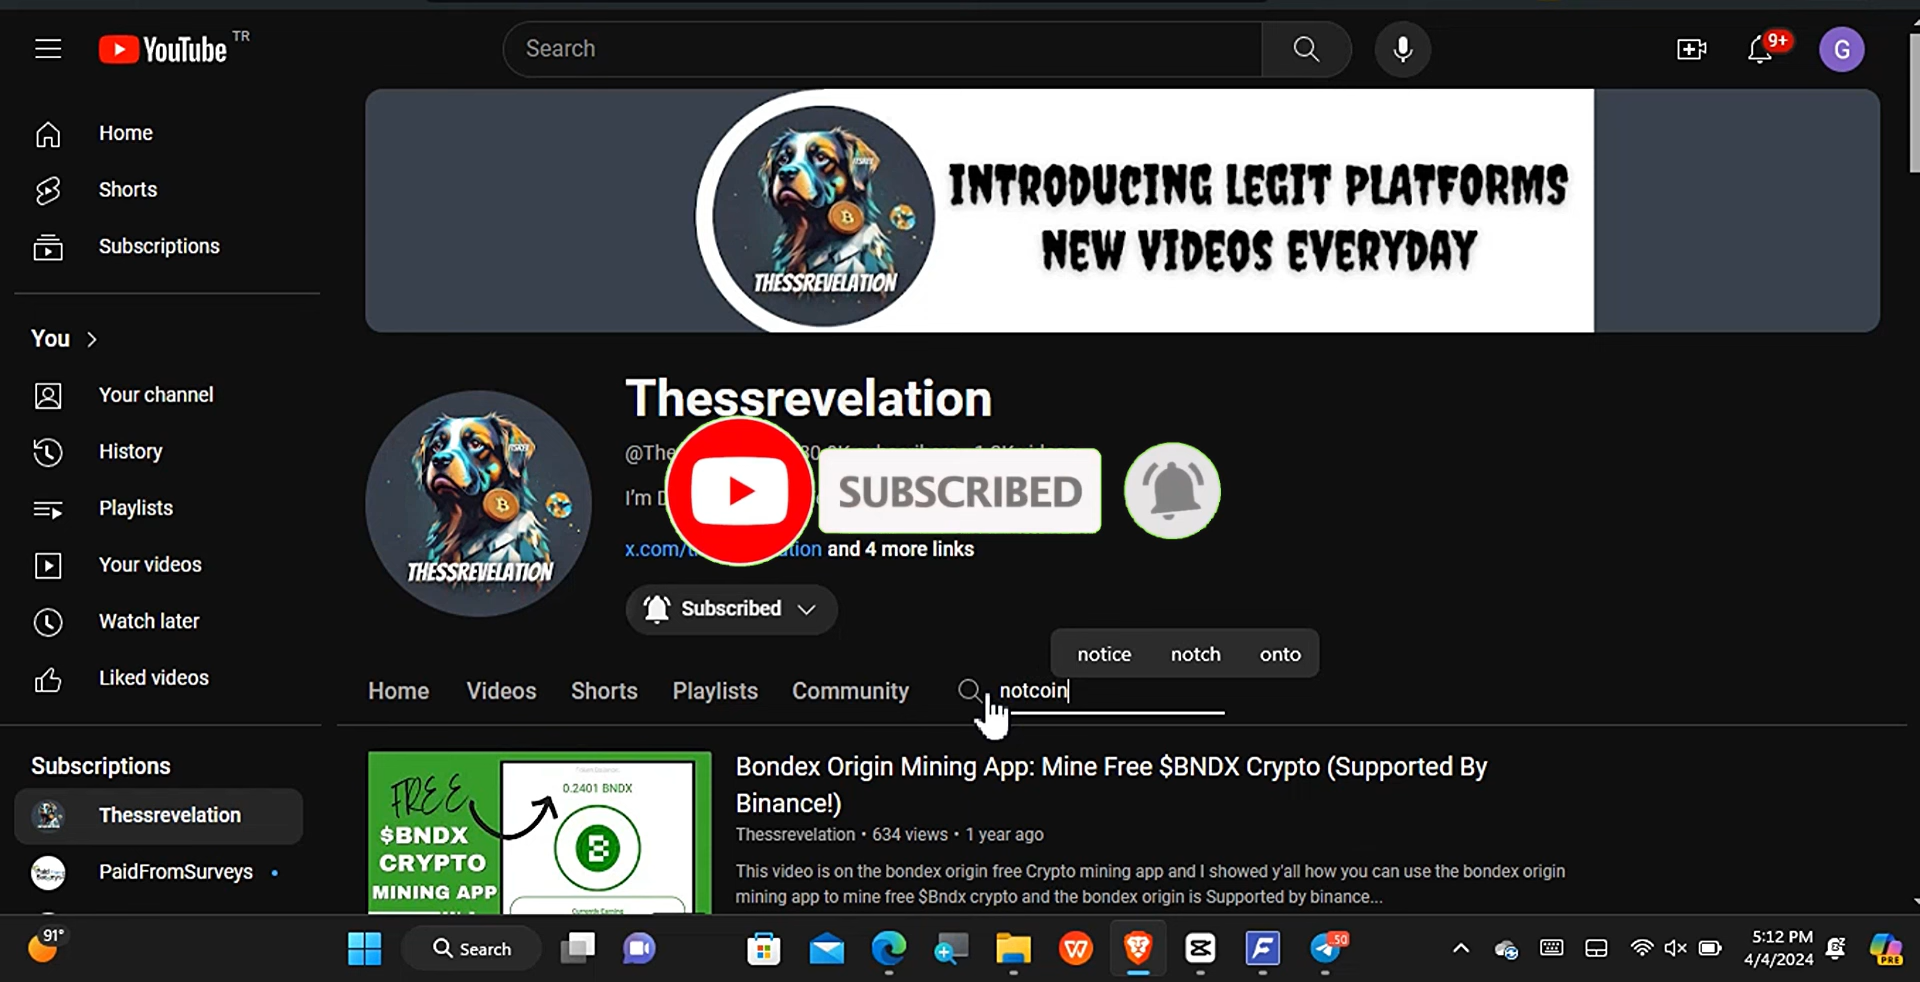 YouTube TR
Search
9+
G
Home
Shorts
Subscriptions
You
Your channel
History
Playlists
Your videos
Watch later
Liked videos
Subscriptions
Thessrevelation
PaidFromSurveys
INTRODUCING LEGIT PLATFORMS
NEW VIDEOS EVERYDAY
THESSREVELATION
THESSREVELATION
Thessrevelation
@The
I'm
SUBSCRIBED
x.com/t ation and 4 more links
Subscribed
notice notch onto
Home Videos Shorts Playlists Community notcoin
FREE
$BNDX
CRYPTO
MINING APP
0.2401 BNDX
Bondex Origin Mining App: Mine Free $BNDX Crypto (Supported By
Binance!)
Thessrevelation • 634 views • 1 year ago
This video is on the bondex origin free Crypto mining app and I showed y'all how you can use the bondex origin
mining app to mine free $Bndx crypto and the bondex origin is Supported by binance...
91°
Search
50
5:12 PM
4/4/2024
PRE